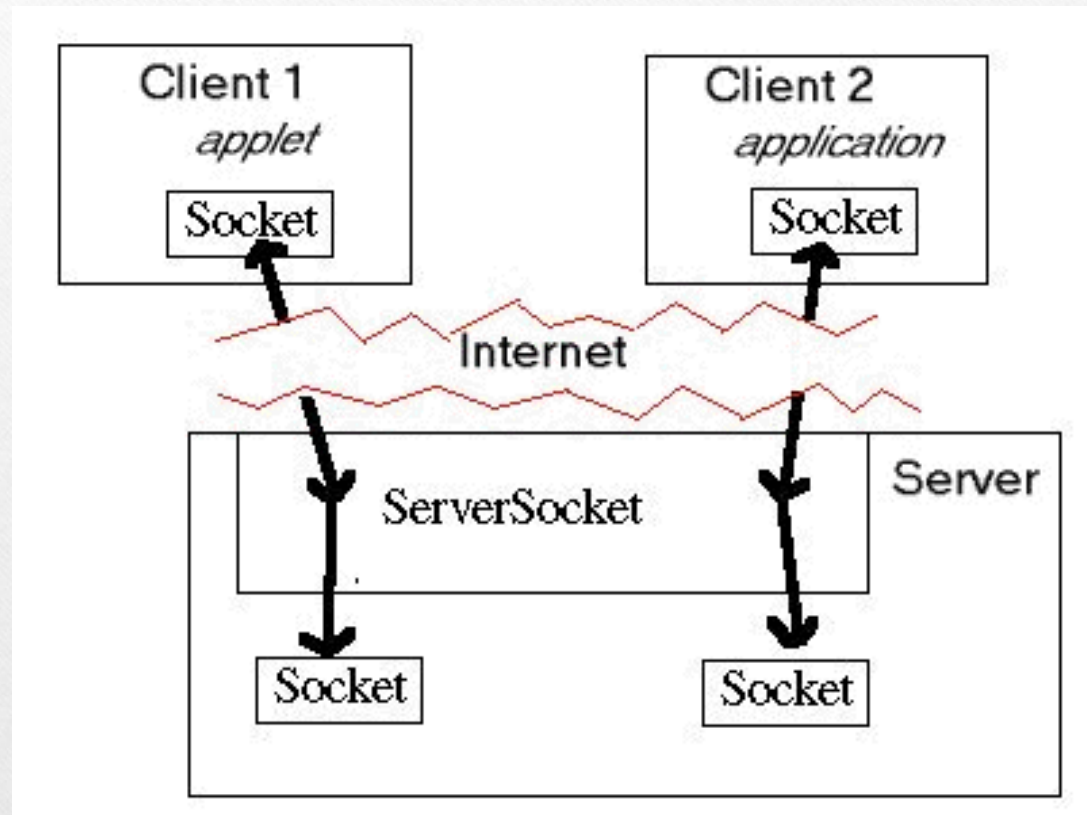 Client 1
applet
Socket
Client 2
application
Socket
Internet
Server
ServerSocket
Socket
Socket